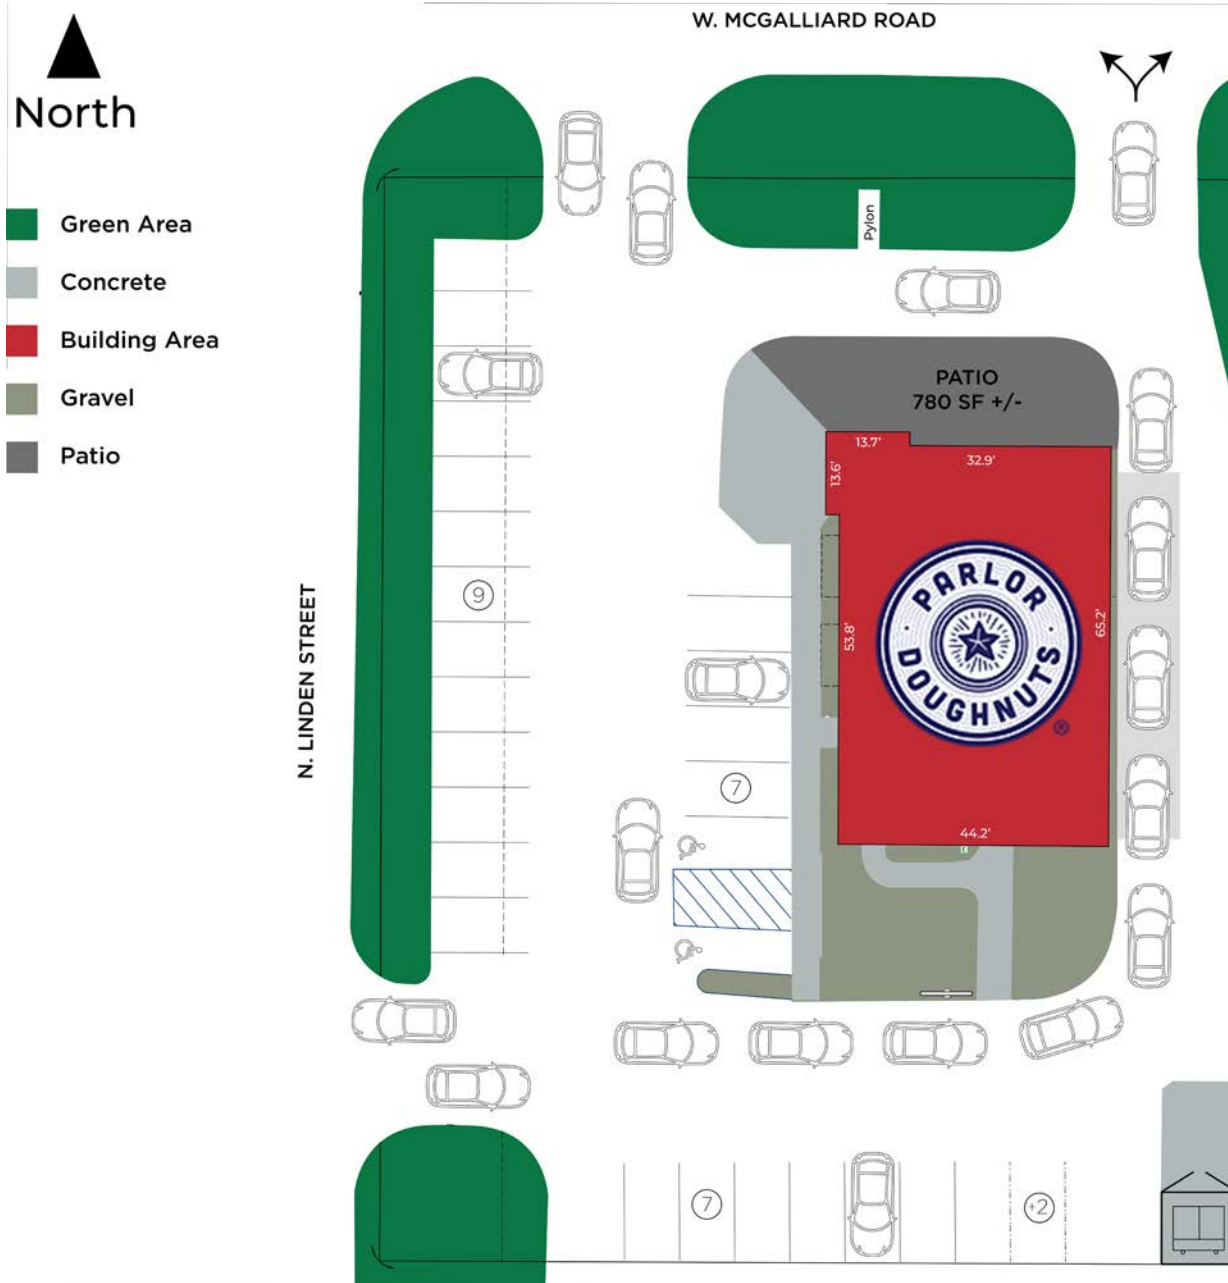 W. MCGALLIARD ROAD
North
Green Area
Concrete
Building Area
Gravel
Patio
Pylon
PATIO
780 SF +/-
13.7'
32.9'
13.6'
PARLOR
DOUGHNUTS
®
53.8'
65.2'
44.2'
N. LINDEN STREET
9
7
7
+2